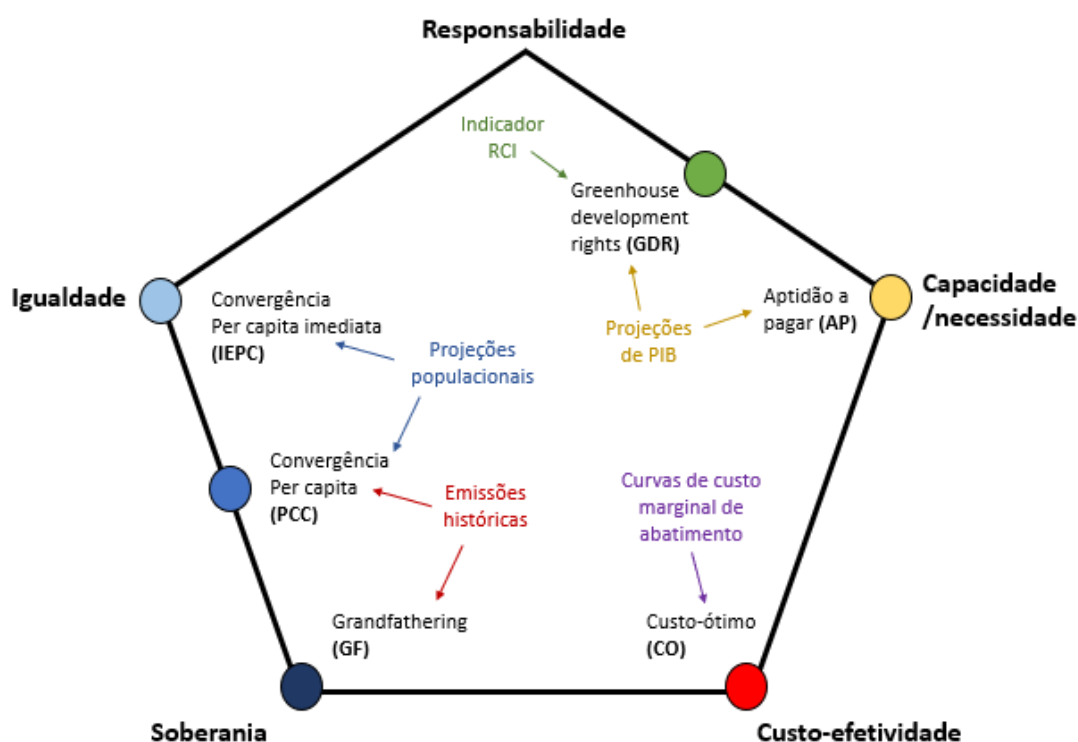 Responsabilidade
Indicador
RCI
Greenhouse
development
rights (GDR)
Igualdade
Convergência
Per capita imediata
(IEPC)
Projeções
populacionais
Projeções
de PIB
Aptidão a
pagar (AP)
Capacidade
/necessidade
Convergência
Per capita
(PCC)
Emissões
históricas
Curvas de custo
marginal de
abatimento
Grandfathering
(GF)
Custo-ótimo
(CO)
Soberania
Custo-efetividade